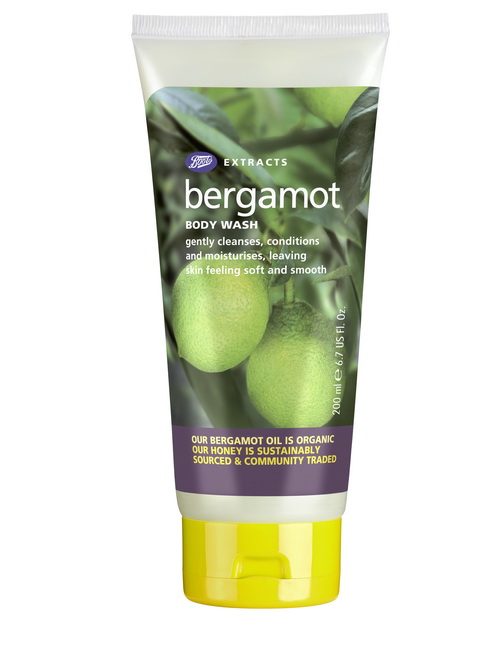 Boots EXTRACTS
bergamot
BODY WASH
gently cleanses, conditions
and moisturises, leaving
skin feeling soft and smooth
200 ml ℮ 6.7 US Fl. Oz.
OUR BERGAMOT OIL IS ORGANIC
OUR HONEY IS SUSTAINABLY
SOURCED & COMMUNITY TRADED